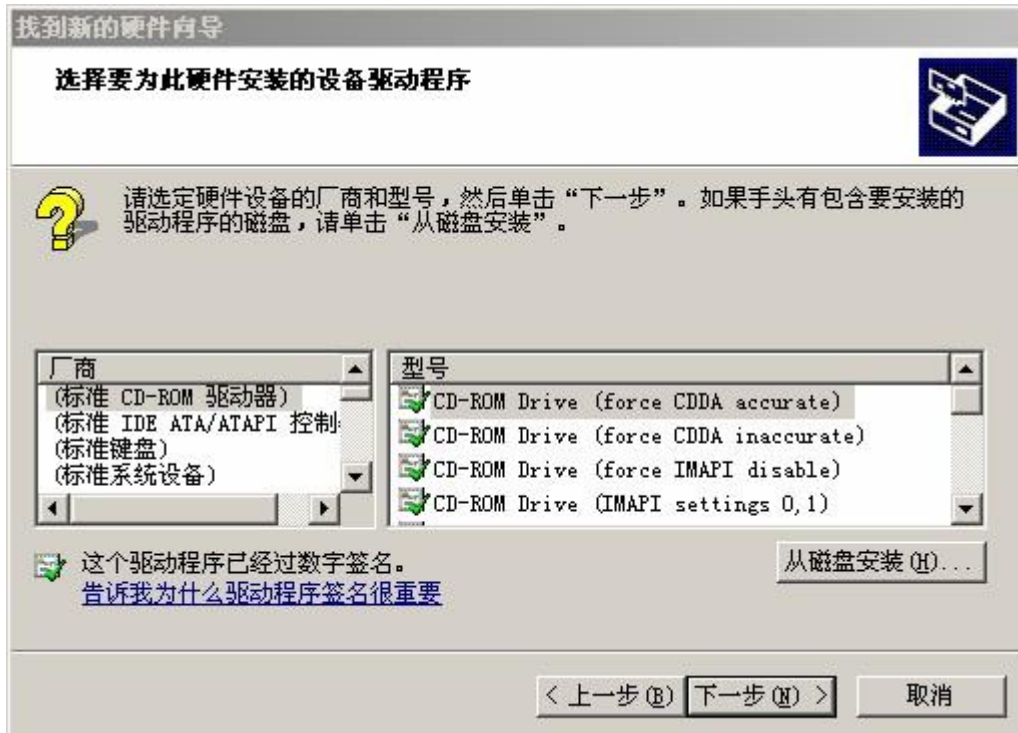 找到新的硬件向导
选择要为此硬件安装的设备驱动程序
请选定硬件设备的厂商和型号，然后单击“下一步”。如果手头有包含要安装的
驱动程序的磁盘，请单击“从磁盘安装”。
厂商
(标准 CD-ROM 驱动器)
(标准 IDE ATA/ATAPI 控制
(标准键盘)
(标准系统设备)
型号
CD-ROM Drive (force CDDA accurate)
CD-ROM Drive (force CDDA inaccurate)
CD-ROM Drive (force IMAPI disable)
CD-ROM Drive (IMAPI settings 0,1)
这个驱动程序已经过数字签名。
告诉我为什么驱动程序签名很重要
从磁盘安装(H)...
< 上一步(B) 下一步(N) > 取消